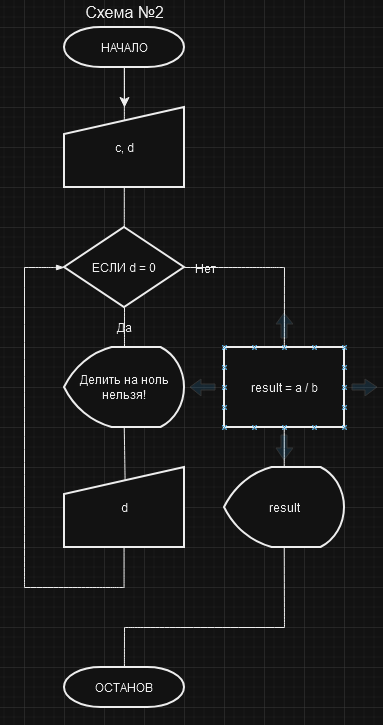 Схема №2
НАЧАЛО
c, d
ЕСЛИ d = 0
Нет
Да
Делить на ноль
нельзя!
result = a / b
d
result
ОСТАНОВ